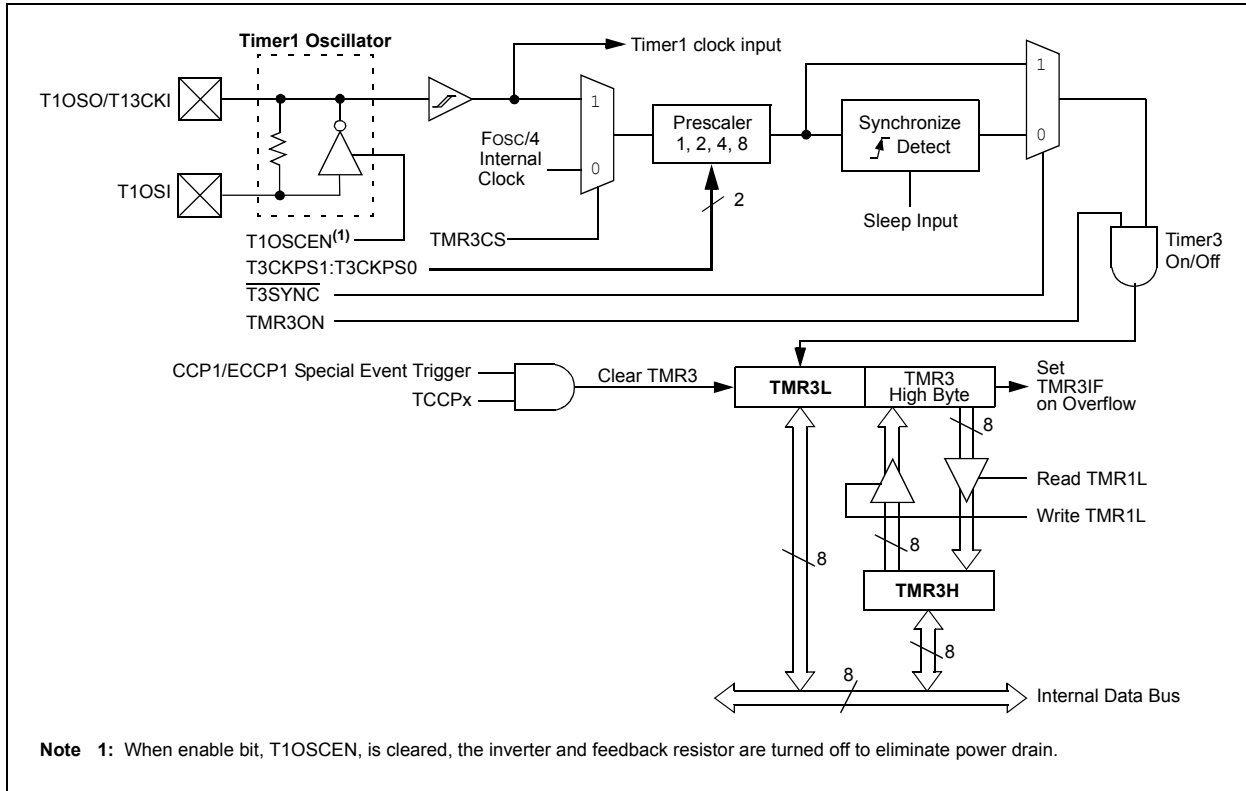 Timer1 Oscillator
Timer1 clock input
T1OSO/T13CKI
1
FOSC/4
Internal
Clock
0
Prescaler
1, 2, 4, 8
Synchronize
Detect
1
0
T1OSI
2
Sleep Input
T1OSCEN(1)
TMR3CS
T3CKPS1:T3CKPS0
T3SYNC
TMR3ON
Timer3
On/Off
CCP1/ECCP1 Special Event Trigger
TCCPx
Clear TMR3
TMR3L
TMR3
High Byte
Set
TMR3IF
on Overflow
8
Read TMR1L
Write TMR1L
8
8
TMR3H
8
8
Internal Data Bus
Note 1: When enable bit, T1OSCEN, is cleared, the inverter and feedback resistor are turned off to eliminate power drain.